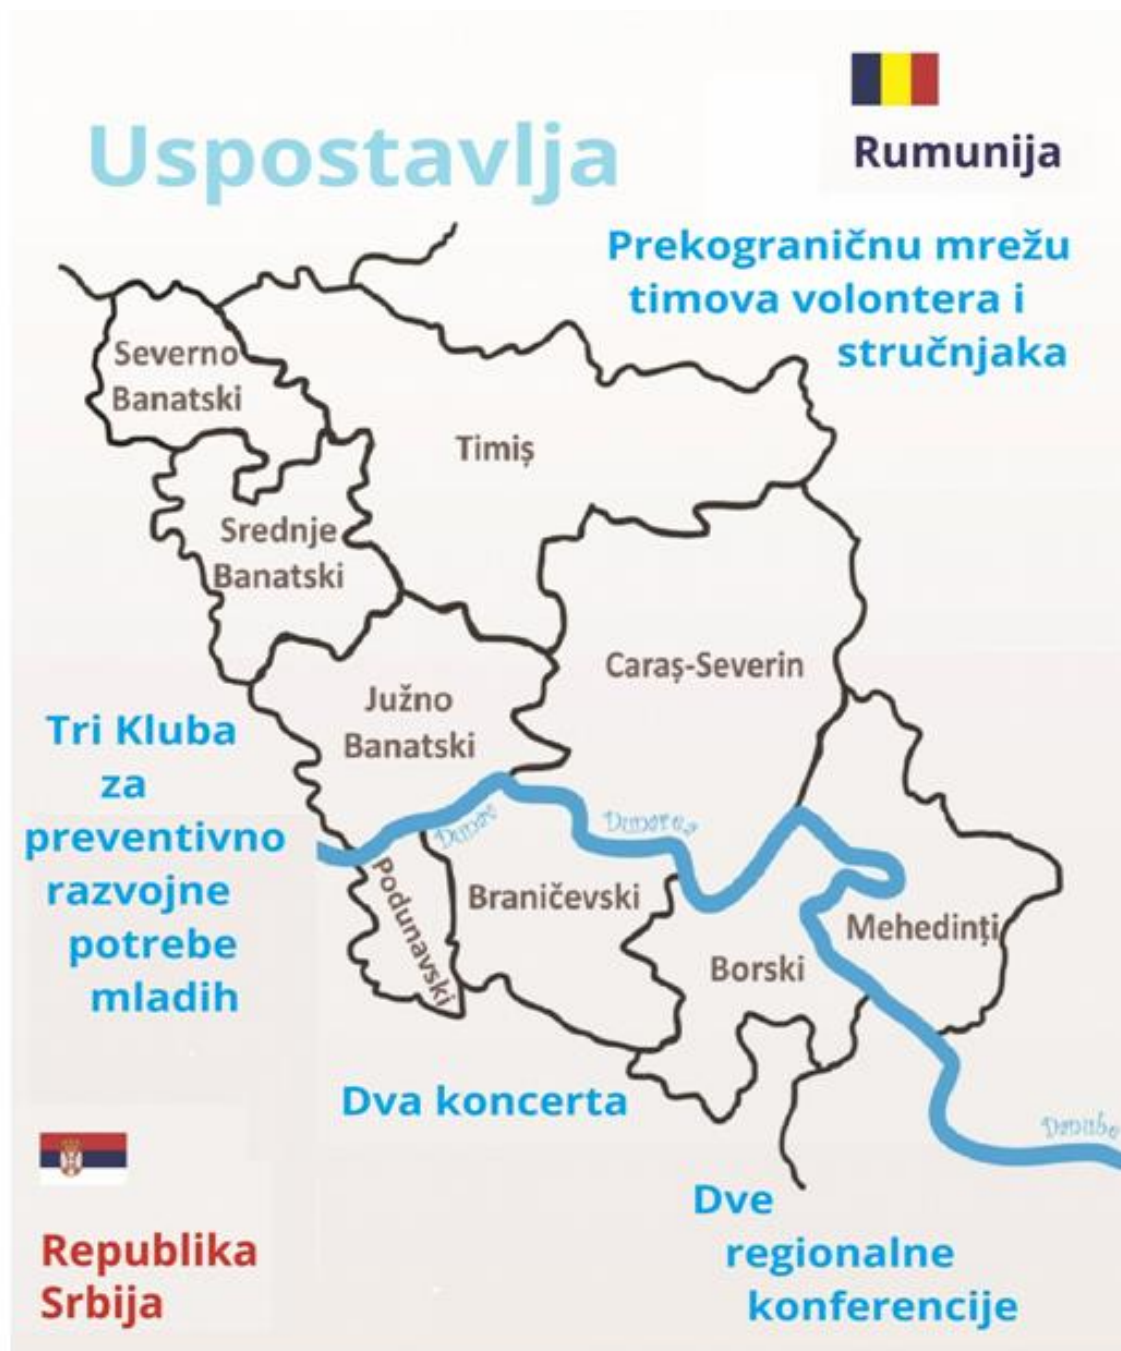 Uspostavlja
Rumunija
Prekograničnu mrežu
timova volontera i
stručnjaka
Severno
Banatski
Timiș
Srednje
Banatski
Caraș-Severin
Južno
Banatski
Tri Kluba
za
preventivno
razvojne
potrebe
mladih
Dunav
Dunarea
Podunavski
Braničevski
Mehedinți
Borski
Dva koncerta
Danube
Dve
regionalne
konferencije
Republika
Srbija